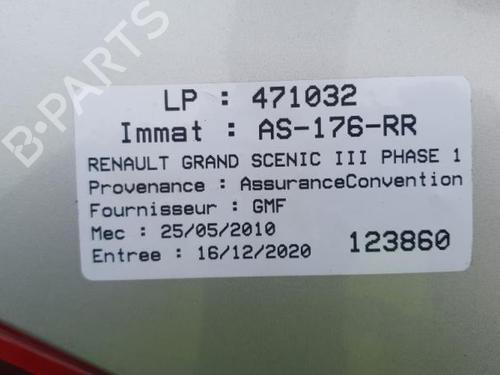 B-PARTS
LP : 471032
Immat : AS-176-RR
RENAULT GRAND SCENIC III PHASE 1
Provenance : AssuranceConvention
Fournisseur : GMF
Mec : 25/05/2010
Entree : 16/12/2020
123860